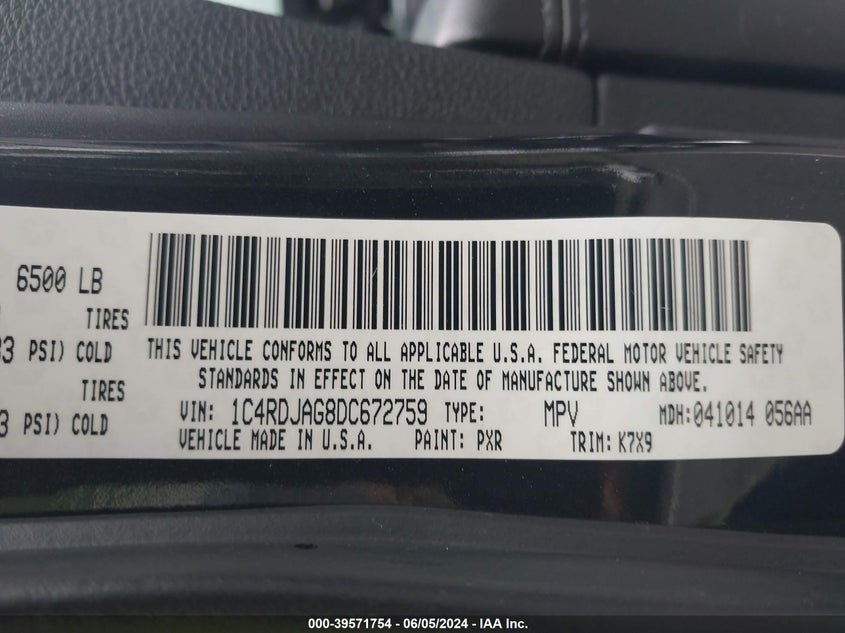 6500 LB
TIRES
PSI) COLD
TIRES
PSI) COLD
THIS VEHICLE CONFORMS TO ALL APPLICABLE U.S.A. FEDERAL MOTOR VEHICLE SAFETY
STANDARDS IN EFFECT ON THE DATE OF MANUFACTURE SHOWN ABOVE.
VIN: 1C4RDJAG8DC672759 TYPE: MPV MDH:041014 056AA
VEHICLE MADE IN U.S.A. PAINT: PXR TRIM: K7X9
000-39571754 - 06/05/2024 - IAA Inc.